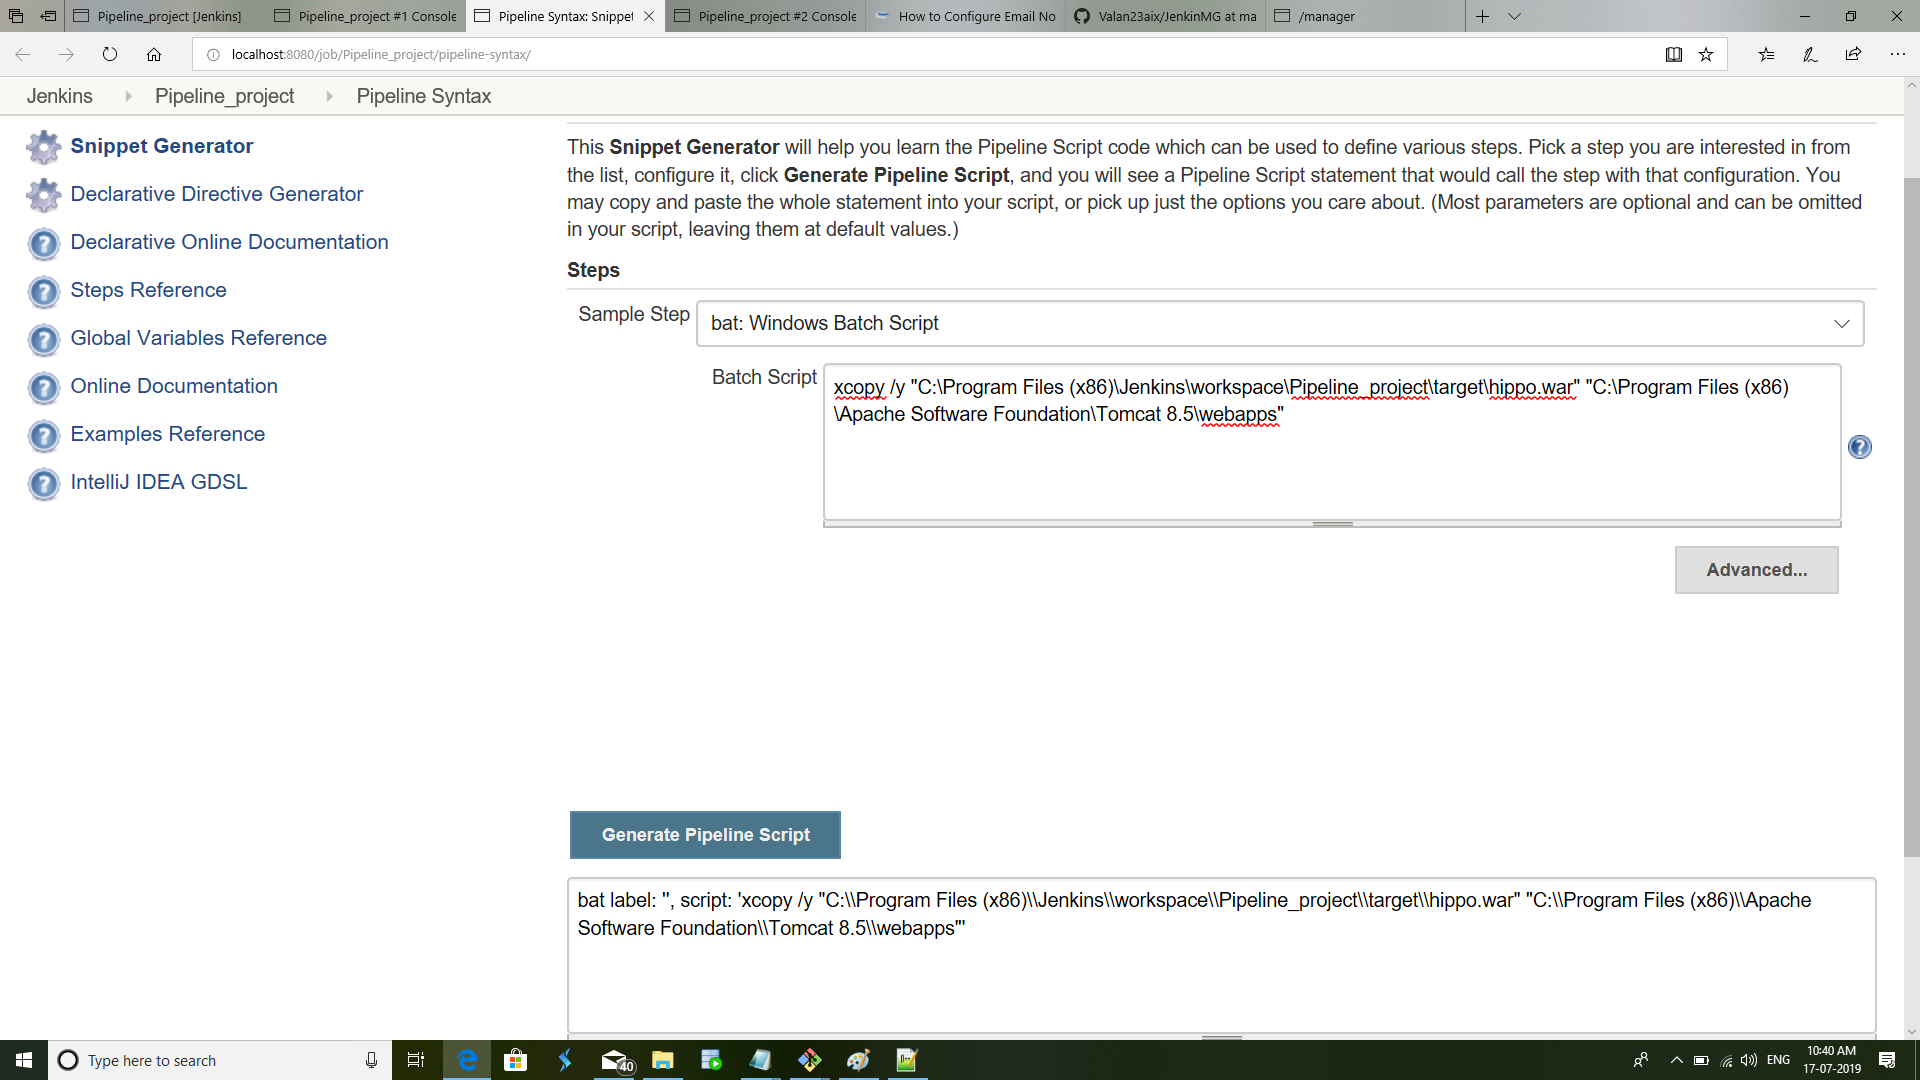 Pipeline_project [Jenkins]
Pipeline_project #1 Console
Pipeline Syntax: Snippet
Pipeline_project #2 Console
How to Configure Email No
Valan23aix/JenkinMG at ma
/manager
localhost:8080/job/Pipeline_project/pipeline-syntax/
Jenkins
Pipeline_project
Pipeline Syntax
Snippet Generator
Declarative Directive Generator
Declarative Online Documentation
Steps Reference
Global Variables Reference
Online Documentation
Examples Reference
IntelliJ IDEA GDSL
This Snippet Generator will help you learn the Pipeline Script code which can be used to define various steps. Pick a step you are interested in from
the list, configure it, click Generate Pipeline Script, and you will see a Pipeline Script statement that would call the step with that configuration. You
may copy and paste the whole statement into your script, or pick up just the options you care about. (Most parameters are optional and can be omitted
in your script, leaving them at default values.)
Steps
Sample Step
bat: Windows Batch Script
Batch Script
xcopy /y "C:\Program Files (x86)\Jenkins\workspace\Pipeline_project\target\hippo.war" "C:\Program Files (x86)
\Apache Software Foundation\Tomcat 8.5\webapps"
Advanced...
Generate Pipeline Script
bat label: '', script: 'xcopy /y "C:\\Program Files (x86)\\Jenkins\\workspace\\Pipeline_project\\target\\hippo.war" "C:\\Program Files (x86)\\Apache
Software Foundation\\Tomcat 8.5\\webapps"'
Type here to search
40
ENG
10:40 AM
17-07-2019